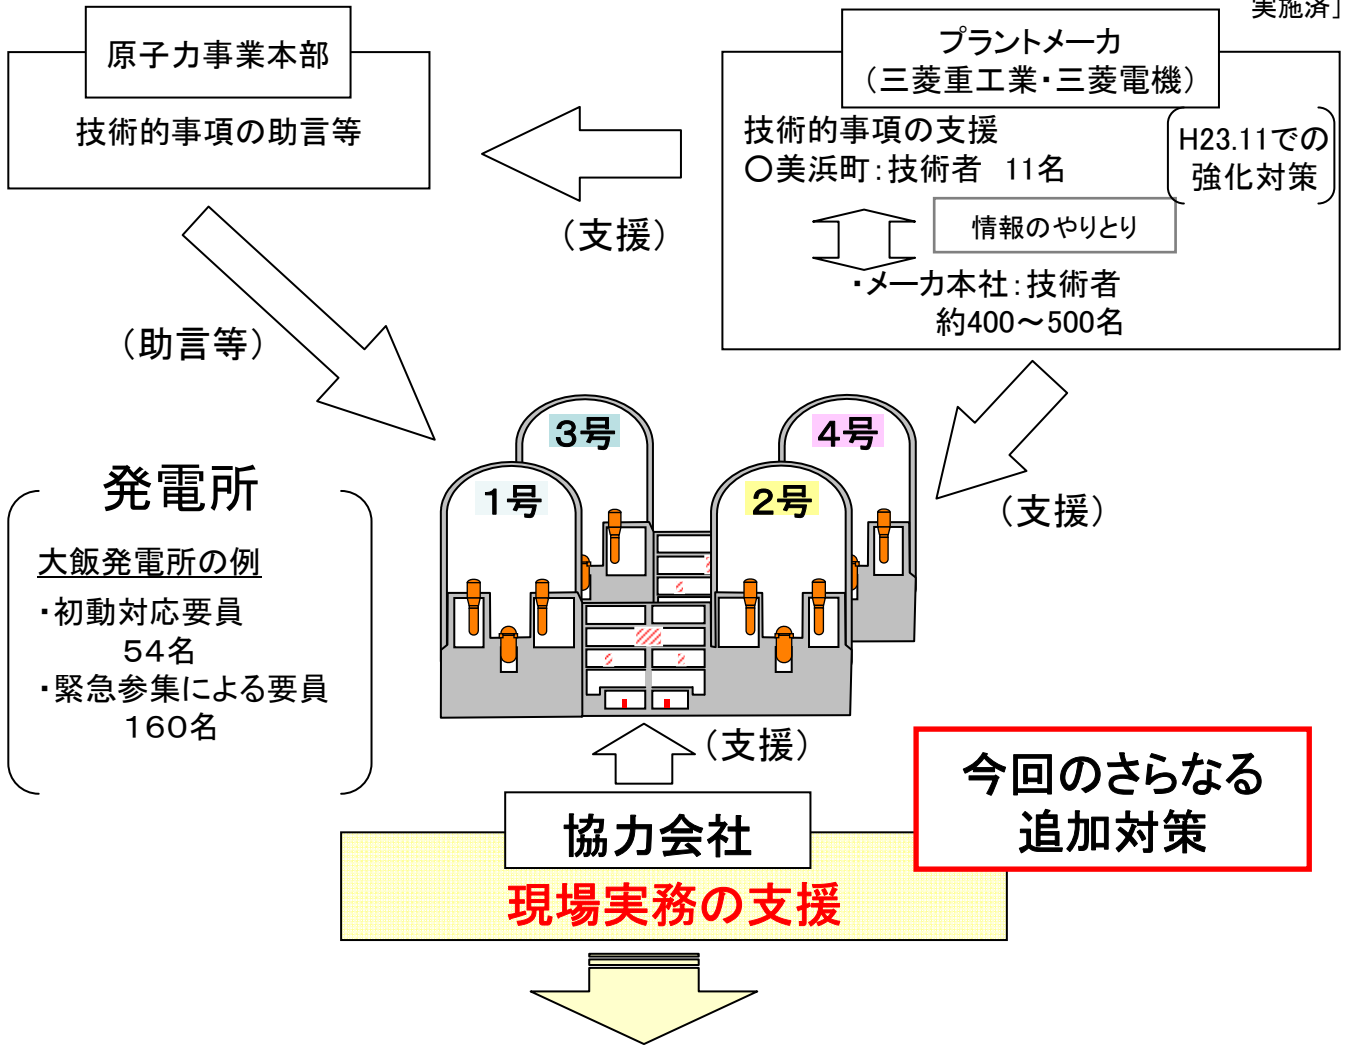 実施済］
原子力事業本部
技術的事項の助言等
プラントメーカ
（三菱重工業・三菱電機）
技術的事項の支援
○美浜町：技術者　11名
H23.11での
強化対策
情報のやりとり
・メーカ本社：技術者
約400～500名
（支援）
（助言等）
（支援）
3号
4号
1号
2号
発電所
大飯発電所の例
・初動対応要員
54名
・緊急参集による要員
160名
（支援）
今回のさらなる
追加対策
協力会社
現場実務の支援